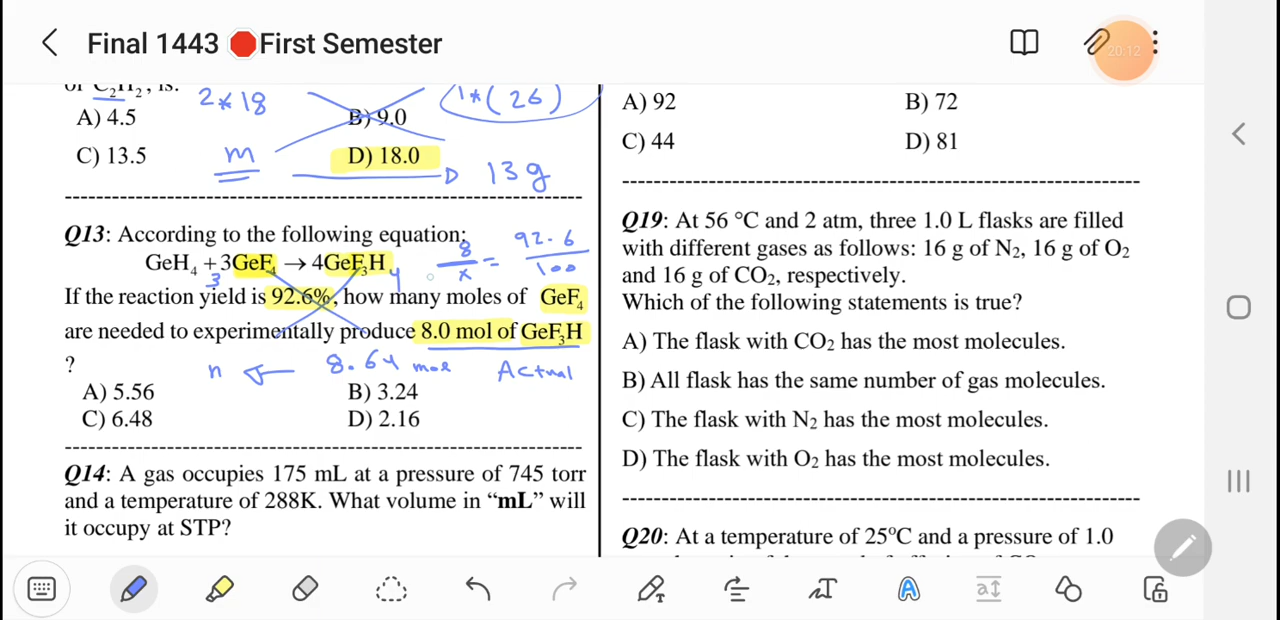 Final 1443 🛑First Semester
20:12
of C₂H₂, is:
2*18
1*(26)
A) 4.5
B) 9.0
C) 13.5
m
D) 18.0
13g
Q13: According to the following equation:
GeH₄ + 3GeF₄ → 4GeF₃H
3
4
8/x = 92.6/100
If the reaction yield is 92.6%, how many moles of GeF₄
are needed to experimentally produce 8.0 mol of GeF₃H
?
n ← 8.64 mol Actual
A) 5.56
B) 3.24
C) 6.48
D) 2.16
Q14: A gas occupies 175 mL at a pressure of 745 torr
and a temperature of 288K. What volume in “mL” will
it occupy at STP?
A) 92
B) 72
C) 44
D) 81
Q19: At 56 °C and 2 atm, three 1.0 L flasks are filled
with different gases as follows: 16 g of N₂, 16 g of O₂
and 16 g of CO₂, respectively.
Which of the following statements is true?
A) The flask with CO₂ has the most molecules.
B) All flask has the same number of gas molecules.
C) The flask with N₂ has the most molecules.
D) The flask with O₂ has the most molecules.
Q20: At a temperature of 25°C and a pressure of 1.0